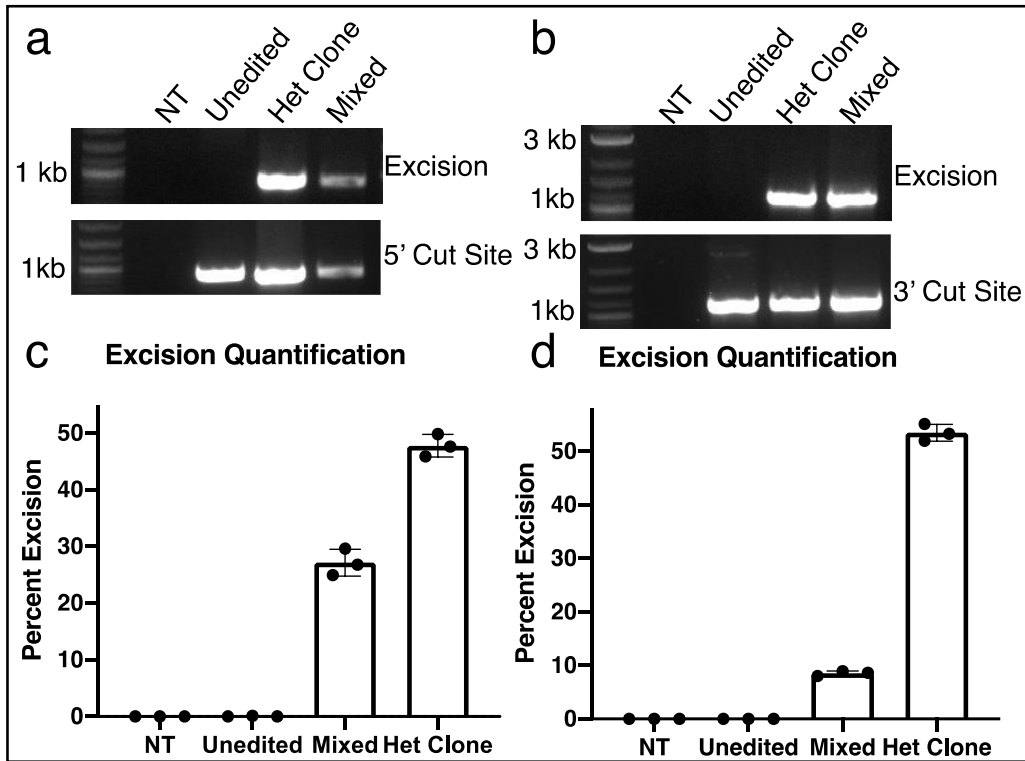 a
NT
Unedited
Het Clone
Mixed
1 kb
Excision
1kb
5' Cut Site
b
NT
Unedited
Het Clone
Mixed
3 kb
1kb
Excision
3 kb
1kb
3' Cut Site
c
Excision Quantification
Percent Excision
50
40
30
20
10
0
NT
Unedited
Mixed
Het Clone
d
Excision Quantification
Percent Excision
50
40
30
20
10
0
NT
Unedited
Mixed
Het Clone